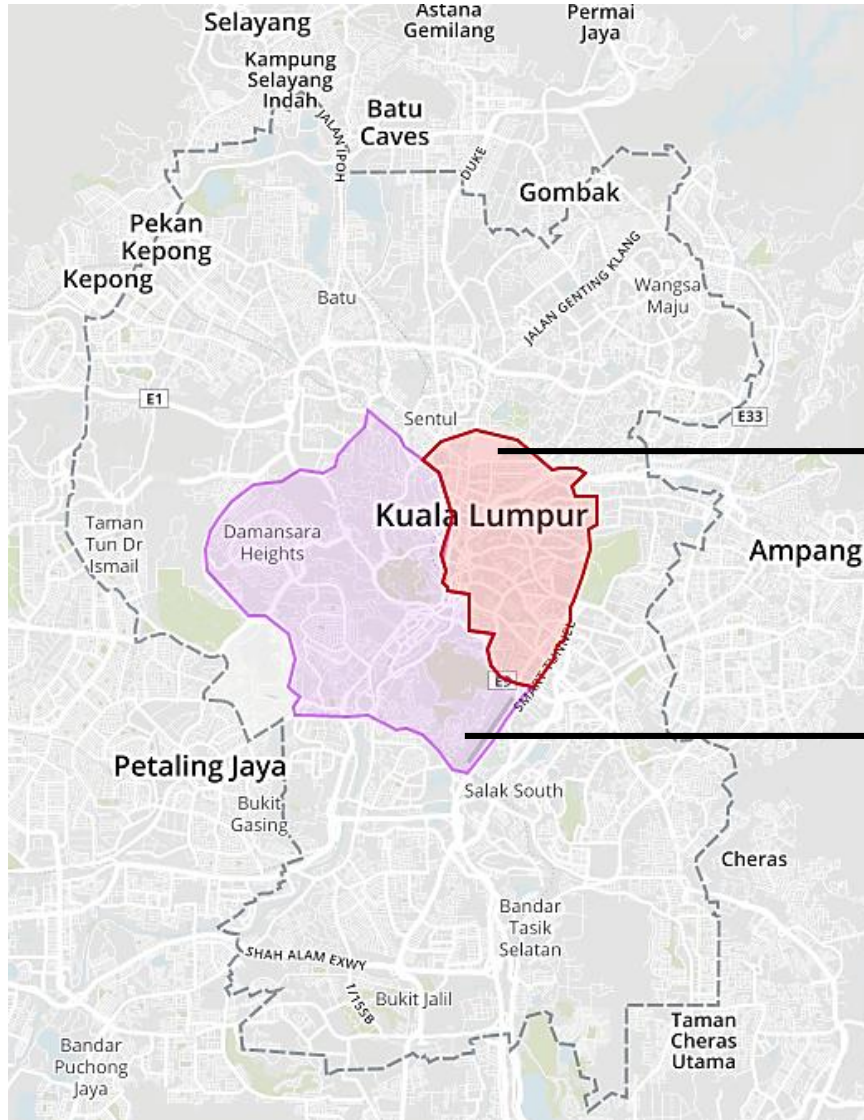 Astana
Gemilang
Permai
Jaya
Selayang
Kampung
Selayang
Indah
JALAN IPOH
Batu
Caves
DUKE
Gombak
Pekan
Kepong
Kepong
JALAN GENTING KLANG
Wangsa
Maju
Batu
E1
Sentul
E33
Kuala Lumpur
Taman
Tun Dr
Ismail
Damansara
Heights
Ampang
SMART TUNNEL
E9
Petaling Jaya
Bukit
Gasing
Salak South
Cheras
Bandar
Tasik
Selatan
SHAH ALAM EXWY
1/155B
Bukit Jalil
Bandar
Puchong
Jaya
Taman
Cheras
Utama